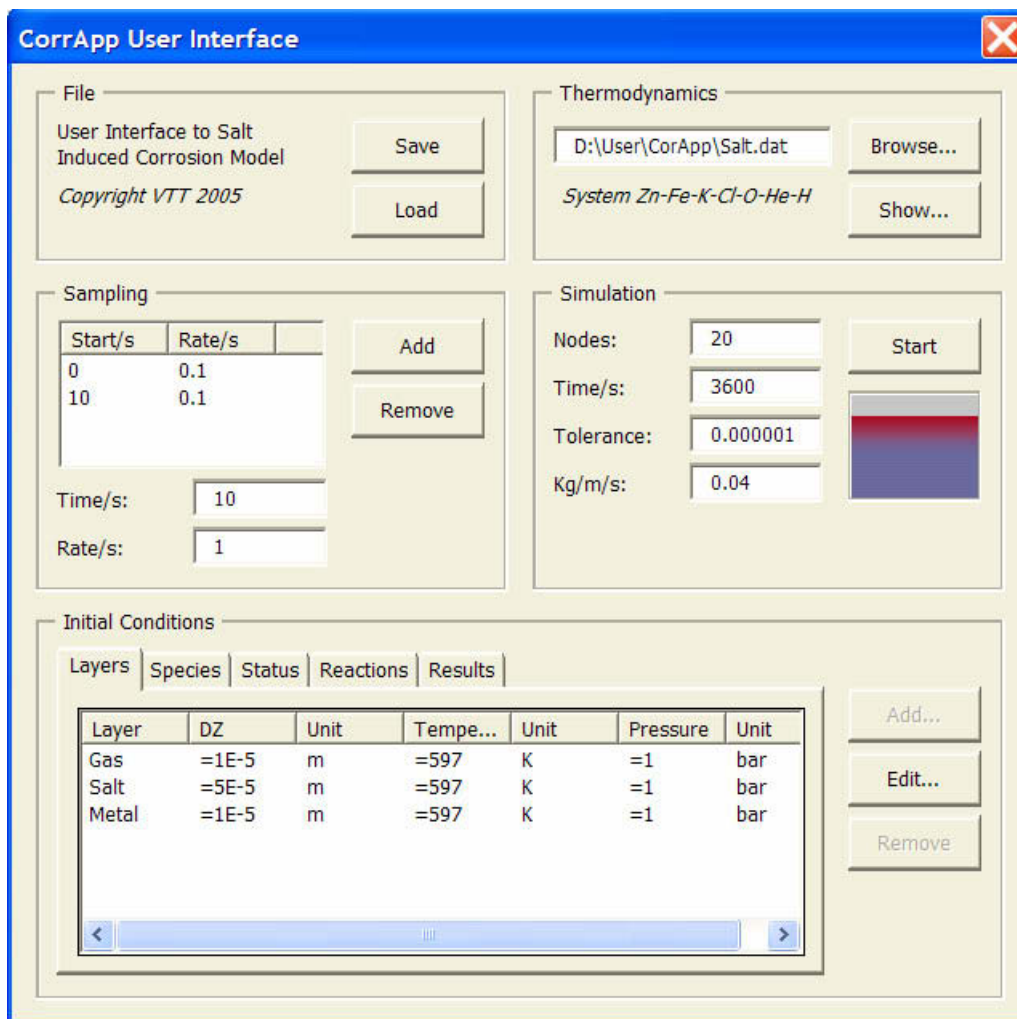 CorrApp User Interface
File
User Interface to Salt
Induced Corrosion Model
Copyright VTT 2005
Save
Load
Thermodynamics
D:\User\CorApp\Salt.dat
Browse...
System Zn-Fe-K-Cl-O-He-H
Show...
Sampling
Start/s Rate/s
0 0.1
10 0.1
Add
Remove
Time/s: 10
Rate/s: 1
Simulation
Nodes: 20
Time/s: 3600
Tolerance: 0.000001
Kg/m/s: 0.04
Start
Initial Conditions
Layers Species Status Reactions Results
Layer DZ Unit Tempe... Unit Pressure Unit
Gas =1E-5 m =597 K =1 bar
Salt =5E-5 m =597 K =1 bar
Metal =1E-5 m =597 K =1 bar
Add...
Edit...
Remove